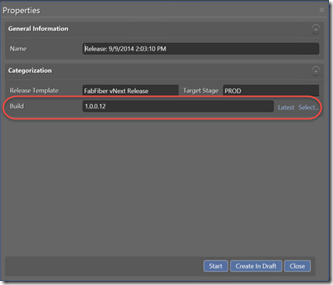 Properties
General Information
Name Release: 9/9/2014 2:03:10 PM
Categorization
Release Template FabFiber vNext Release Target Stage PROD
Build 1.0.0.12 Latest Select...
Start Create In Draft Close